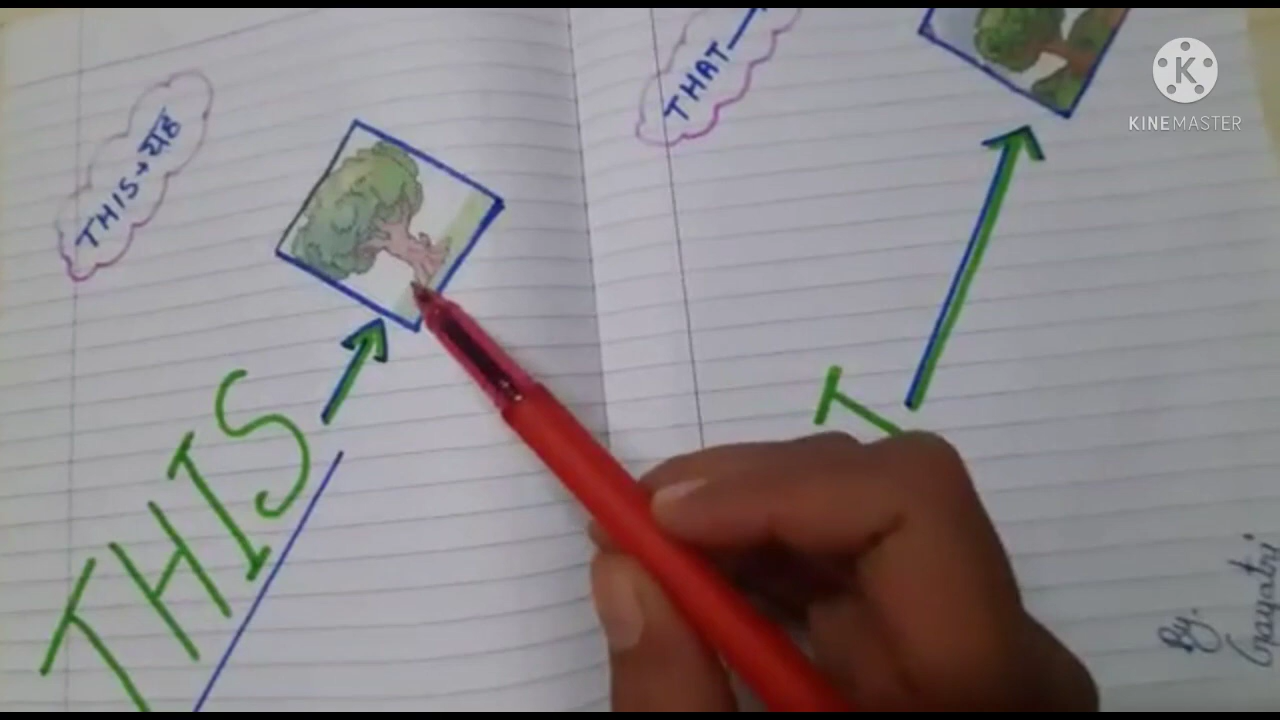 THIS → यह
THAT
KINEMASTER
THIS
T
By.
Gayatri